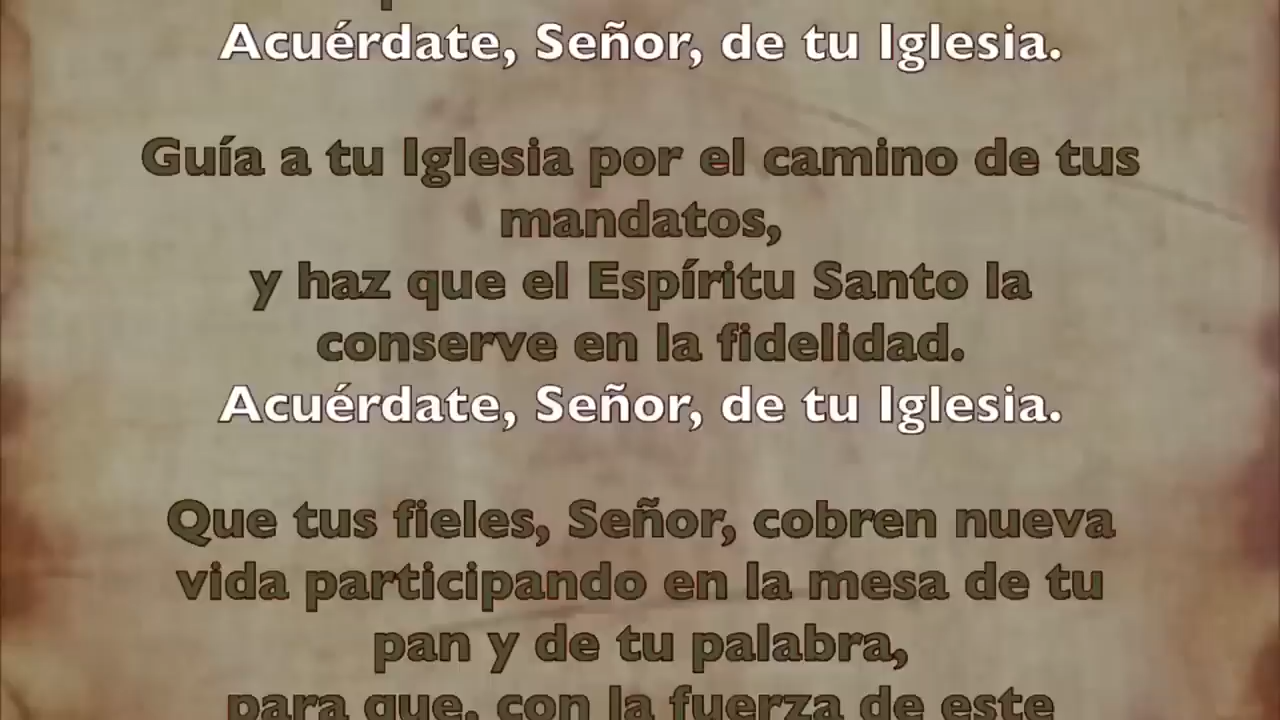 Acuérdate, Señor, de tu Iglesia.
Guía a tu Iglesia por el camino de tus
mandatos,
y haz que el Espíritu Santo la
conserve en la fidelidad.
Acuérdate, Señor, de tu Iglesia.
Que tus fieles, Señor, cobren nueva
vida participando en la mesa de tu
pan y de tu palabra,
para que, con la fuerza de este